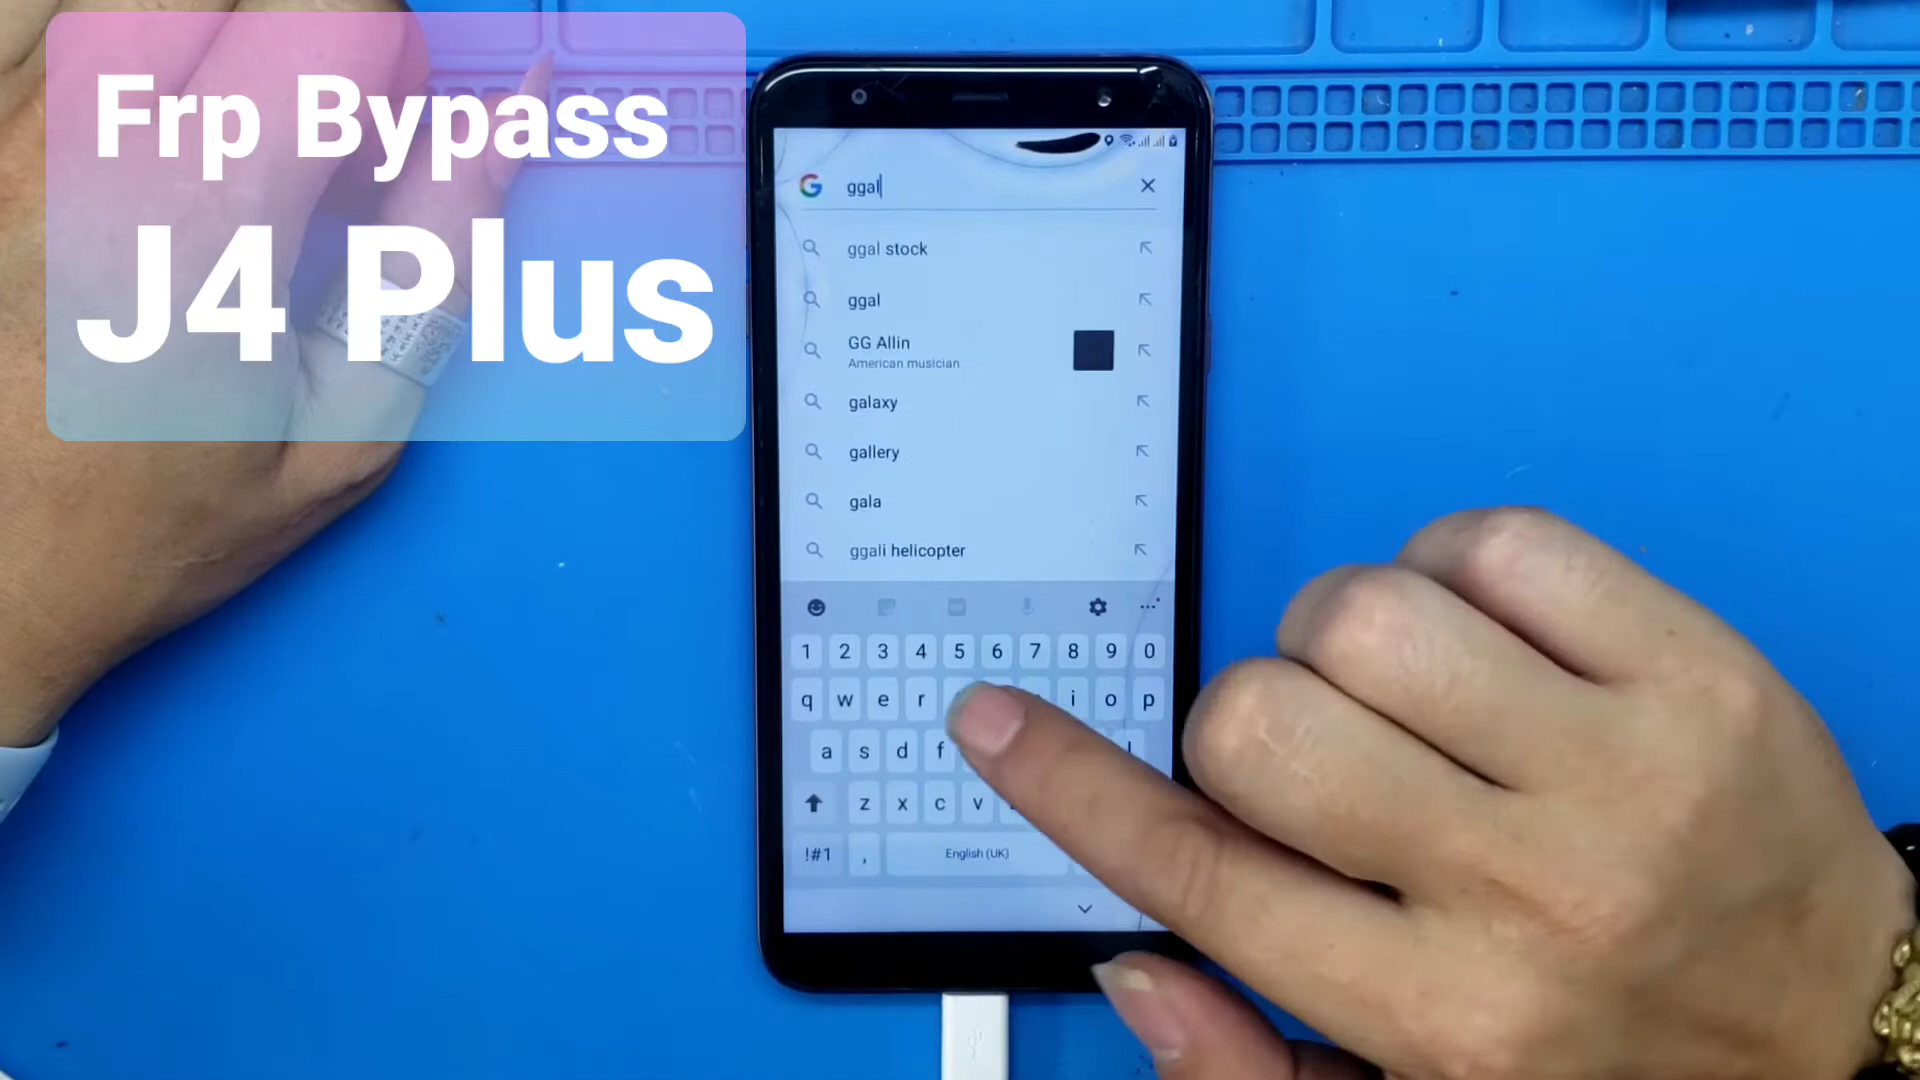 Frp Bypass
J4 Plus
ggal
ggal stock
ggal
GG Allin
American musician
galaxy
gallery
gala
ggali helicopter
1 2 3 4 5 6 7 8 9 0
q w e r i o p
a s d f l
z x c v
!#1 , English (UK)